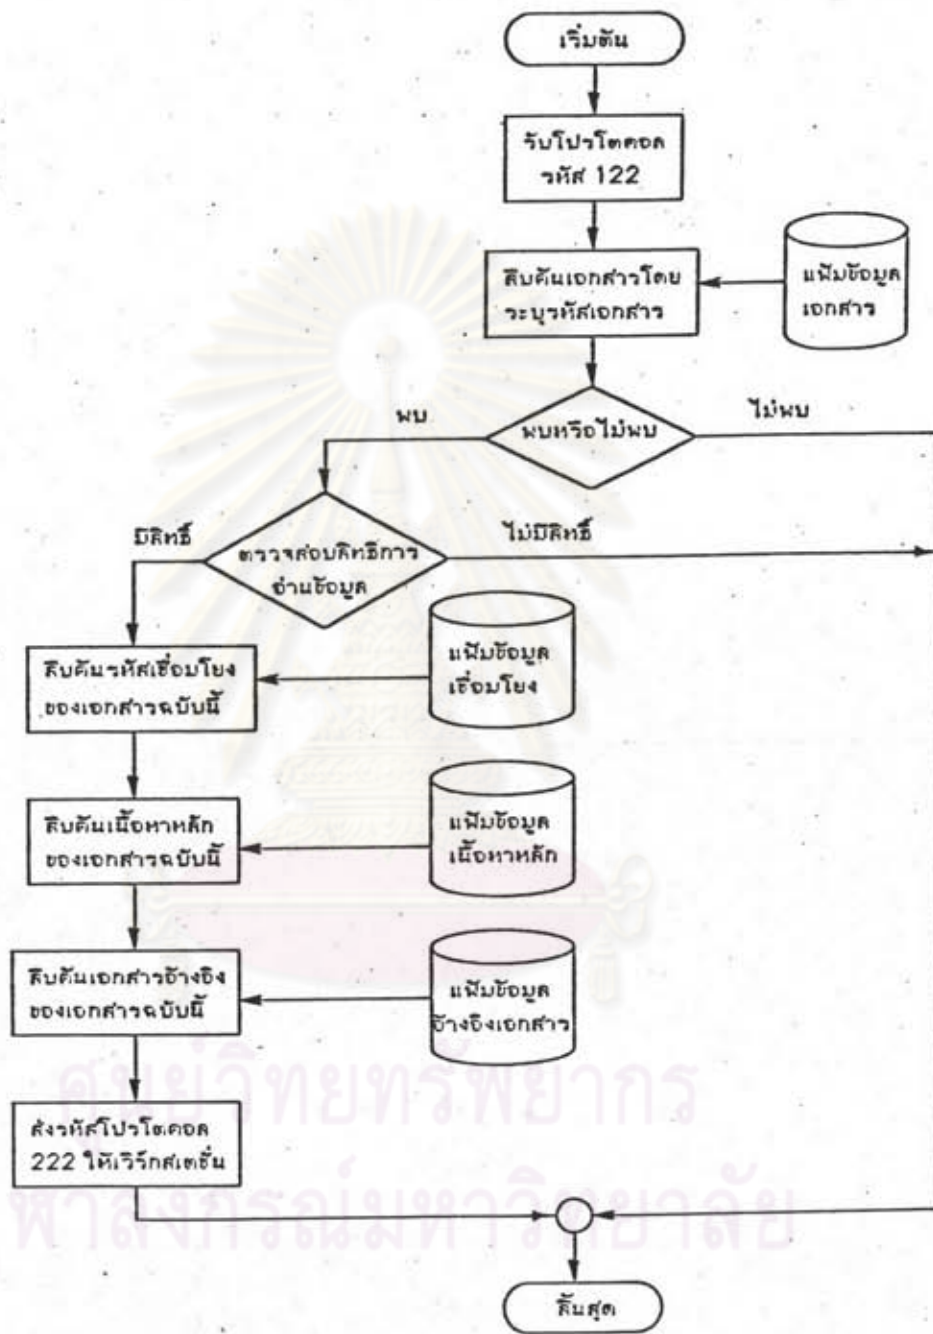 เริ่มต้น
รับโปรโตคอล
รหัส 122
สืบค้นเอกสารโดย
ระบุรหัสเอกสาร
แฟ้มข้อมูล
เอกสาร
พบหรือไม่พบ
พบ
ไม่พบ
ตรวจสอบสิทธิการ
อ่านข้อมูล
มีสิทธิ์
ไม่มีสิทธิ์
สืบค้นรหัสเชื่อมโยง
ของเอกสารฉบับนี้
แฟ้มข้อมูล
เชื่อมโยง
สืบค้นเนื้อหาหลัก
ของเอกสารฉบับนี้
แฟ้มข้อมูล
เนื้อหาหลัก
สืบค้นเอกสารอ้างอิง
ของเอกสารฉบับนี้
แฟ้มข้อมูล
อ้างอิงเอกสาร
ส่งรหัสโปรโตคอล
222 ให้เวิร์กสเตชั่น
สิ้นสุด
ศูนย์วิทยทรัพยากร
ฬาลงกรณ์มหาวิทยาลัย